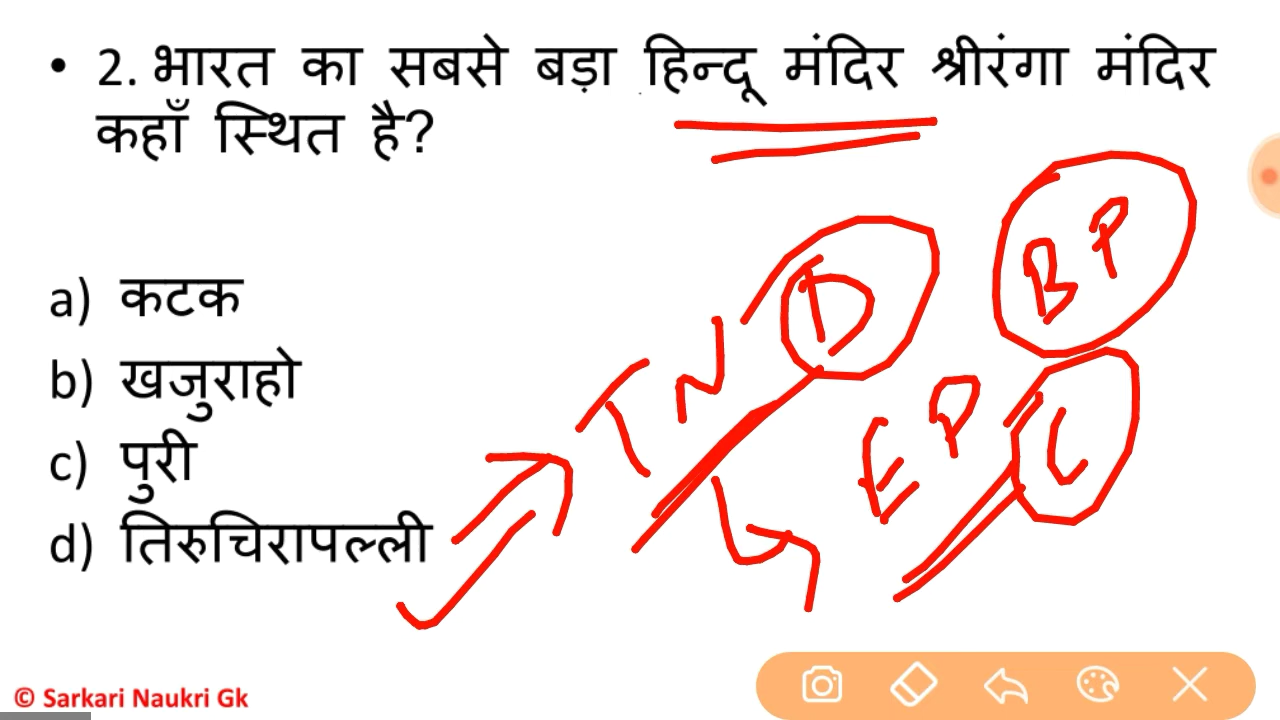 • 2. भारत का सबसे बड़ा हिन्दू मंदिर श्रीरंगा मंदिर
कहाँ स्थित है?
a) कटक
b) खजुराहो
c) पुरी
d) तिरुचिरापल्ली
TN D
BP
EP C
© Sarkari Naukri Gk